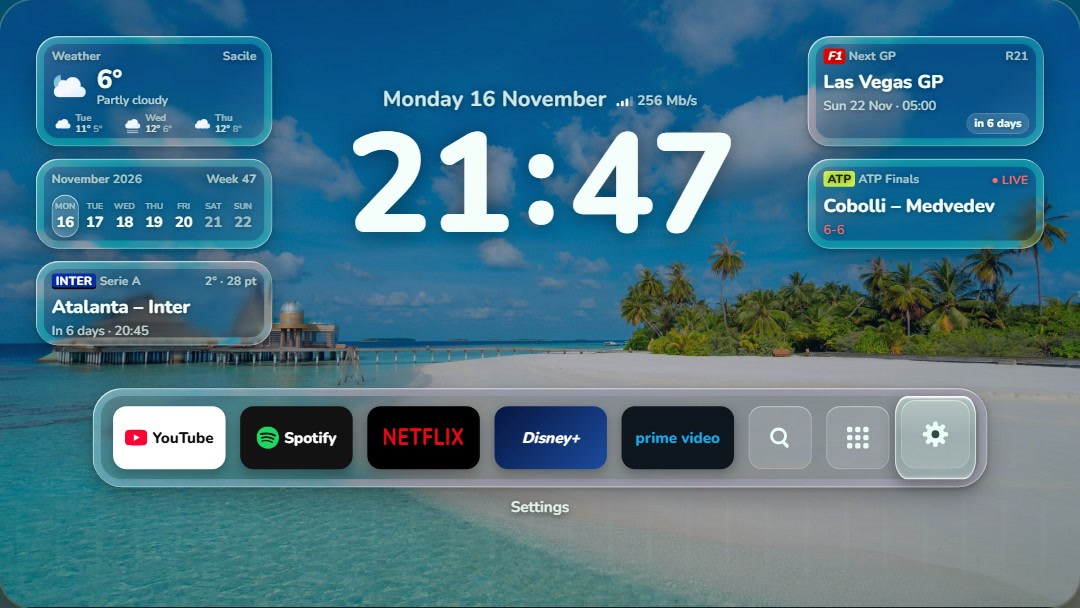 Weather Sacile
6°
Partly cloudy
Tue Wed Thu
11° 5° 12° 6° 12° 8°
November 2026 Week 47
MON TUE WED THU FRI SAT SUN
16 17 18 19 20 21 22
INTER Serie A 2° · 28 pt
Atalanta – Inter
In 6 days · 20:45
Monday 16 November 256 Mb/s
21:47
F1 Next GP R21
Las Vegas GP
Sun 22 Nov · 05:00
in 6 days
ATP ATP Finals • LIVE
Cobolli – Medvedev
6-6
YouTube Spotify NETFLIX Disney+ prime video
Settings